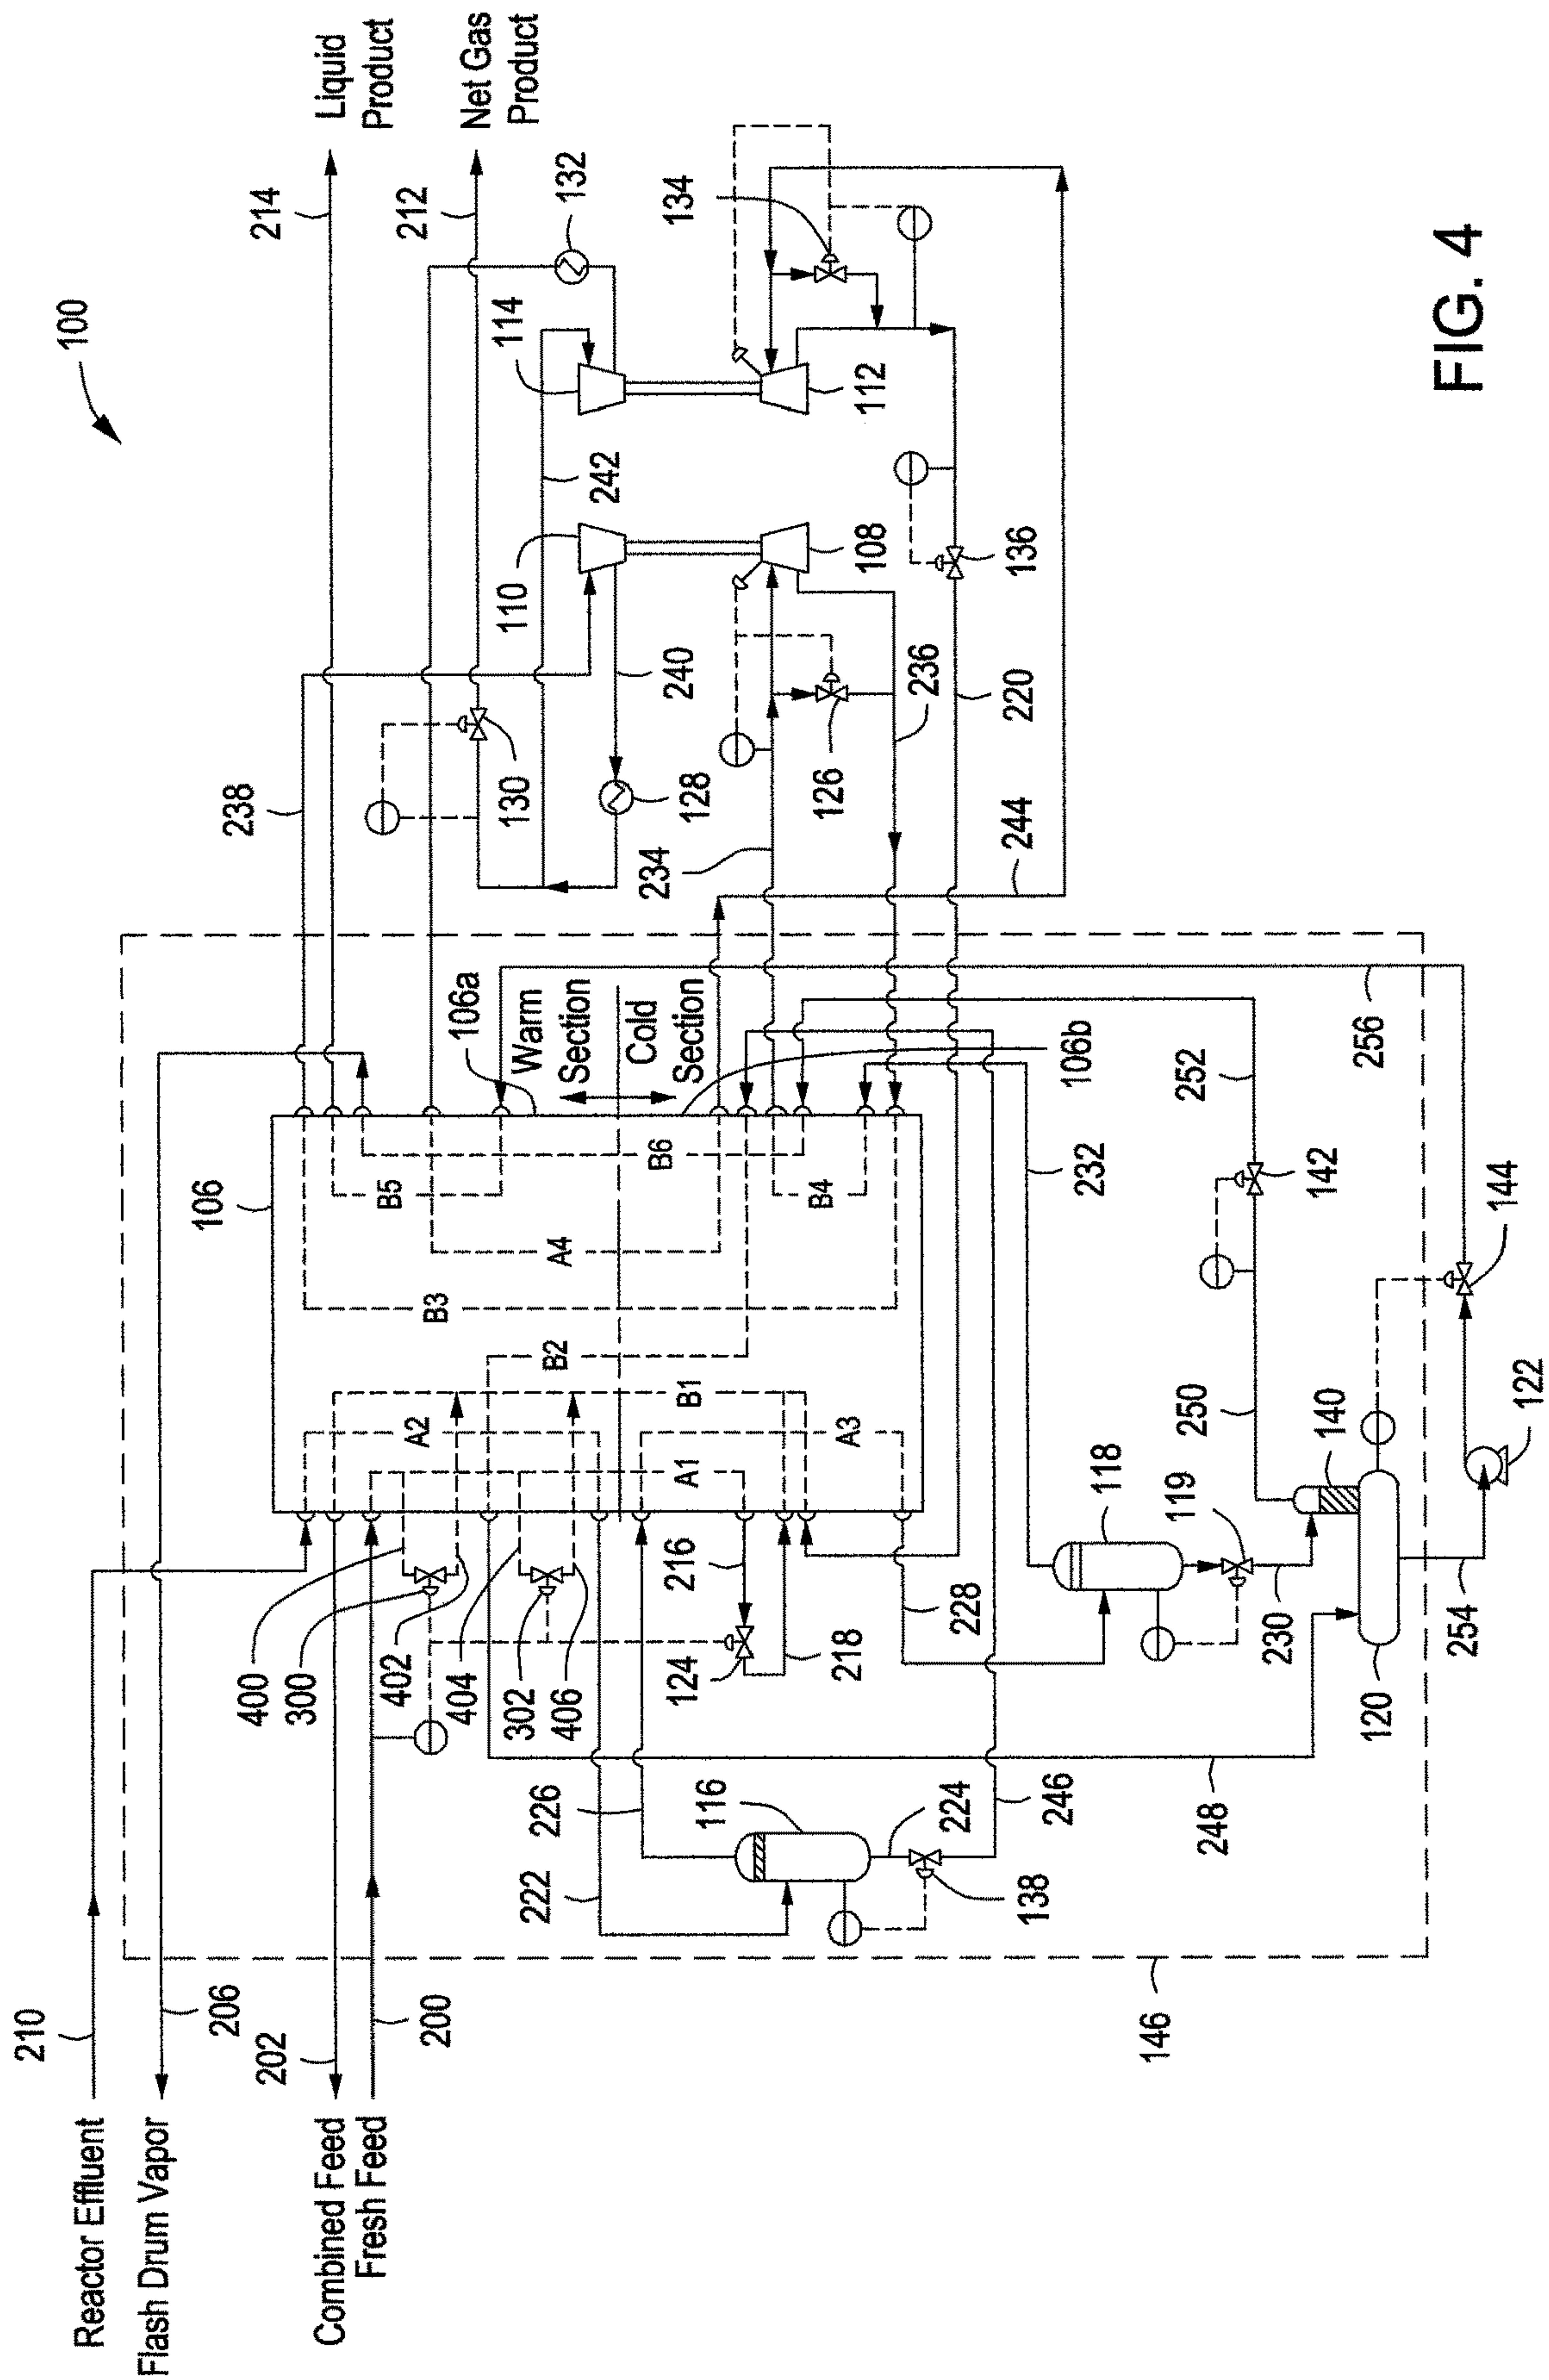 100
Liquid
Product
Net Gas
Product
214
212
132
134
114
112
242
110
108
136
240
236
220
130
128
126
238
234
244
106a
Warm
Section
Cold
Section
106b
256
252
232
142
144
106
B5
B6
B4
A4
B3
B2
B1
A2
A3
A1
250
140
122
118
119
216
218
228
230
254
120
400
300
402
404
302
406
124
226
116
224
246
248
222
138
146
210
206
202
200
Reactor Effluent
Flash Drum Vapor
Combined Feed
Fresh Feed
FIG. 4